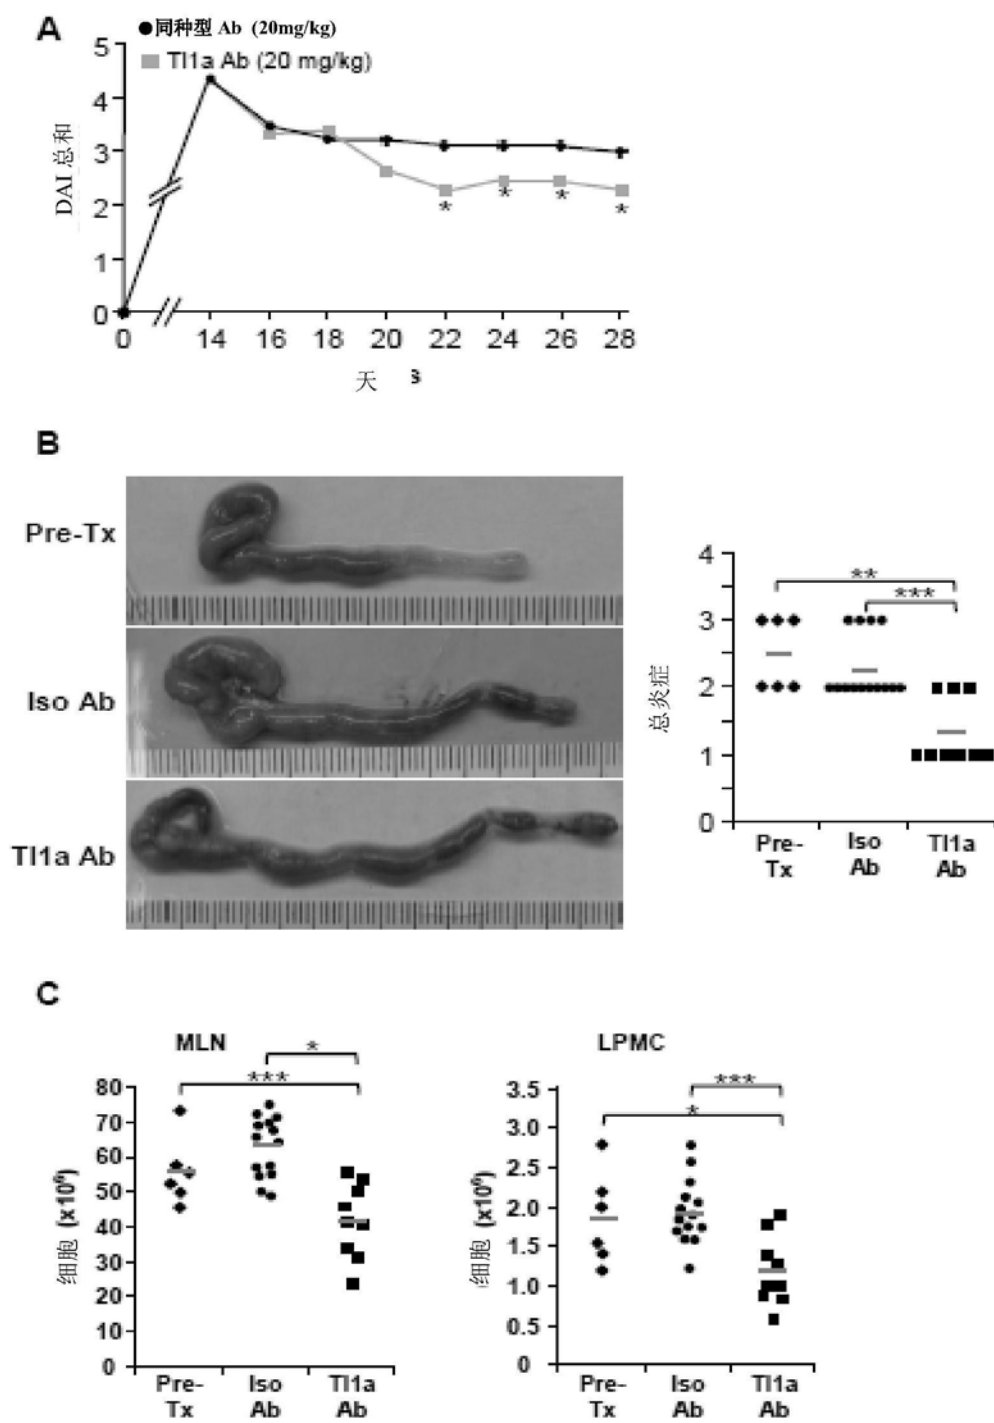 A
●同种型 Ab (20mg/kg)
Tl1a Ab (20 mg/kg)
DAI 总和
5
4
3
2
1
0
* * * *
0 14 16 18 20 22 24 26 28
天 s
B
Pre-Tx
Iso Ab
Tl1a Ab
总炎症
4
3
2
1
0
**
***
Pre-Tx
Iso Ab
Tl1a Ab
C
MLN
*
***
细胞 (x10⁶)
80
70
60
50
40
30
20
10
0
Pre-Tx
Iso Ab
Tl1a Ab
LPMC
***
*
细胞 (x10⁶)
3.5
3.0
2.5
2.0
1.5
1.0
0.5
0
Pre-Tx
Iso Ab
Tl1a Ab